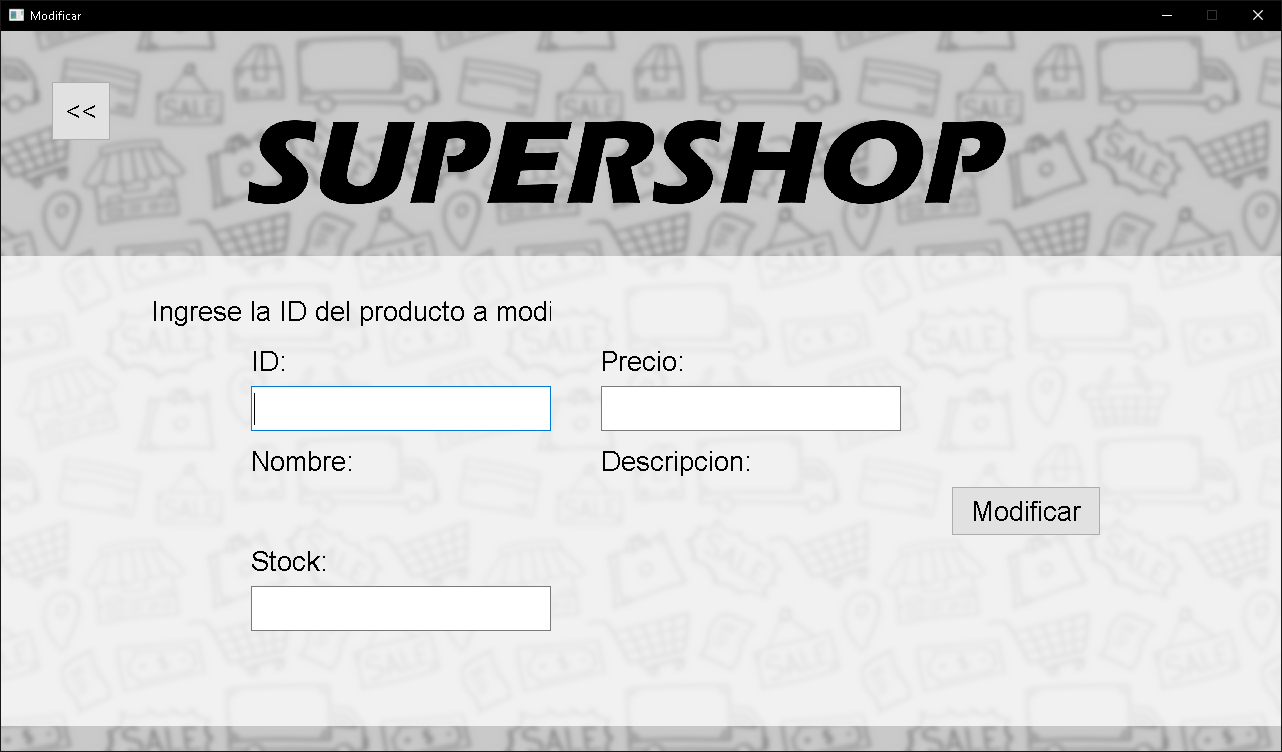 Modificar
<<
SUPERSHOP
Ingrese la ID del producto a modi
ID:
Precio:
Nombre:
Descripcion:
Modificar
Stock: